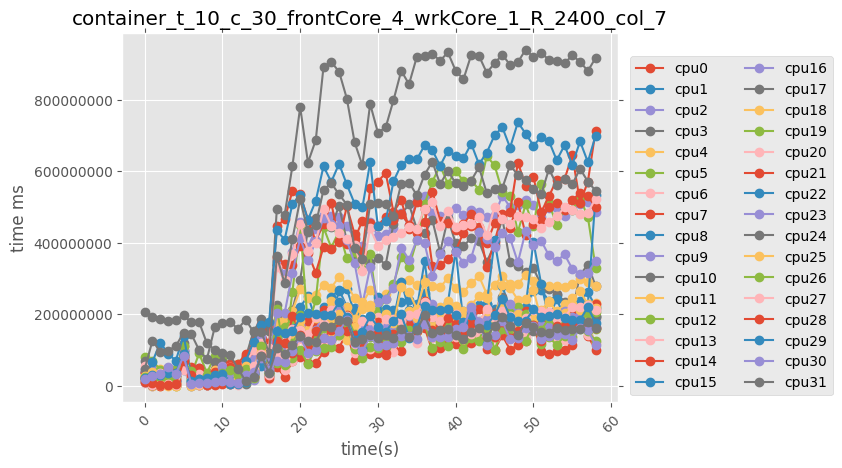 container_t_10_c_30_frontCore_4_wrkCore_1_R_2400_col_7
time ms
800000000
600000000
400000000
200000000
0
0
10
20
30
40
50
60
time(s)
cpu0
cpu1
cpu2
cpu3
cpu4
cpu5
cpu6
cpu7
cpu8
cpu9
cpu10
cpu11
cpu12
cpu13
cpu14
cpu15
cpu16
cpu17
cpu18
cpu19
cpu20
cpu21
cpu22
cpu23
cpu24
cpu25
cpu26
cpu27
cpu28
cpu29
cpu30
cpu31